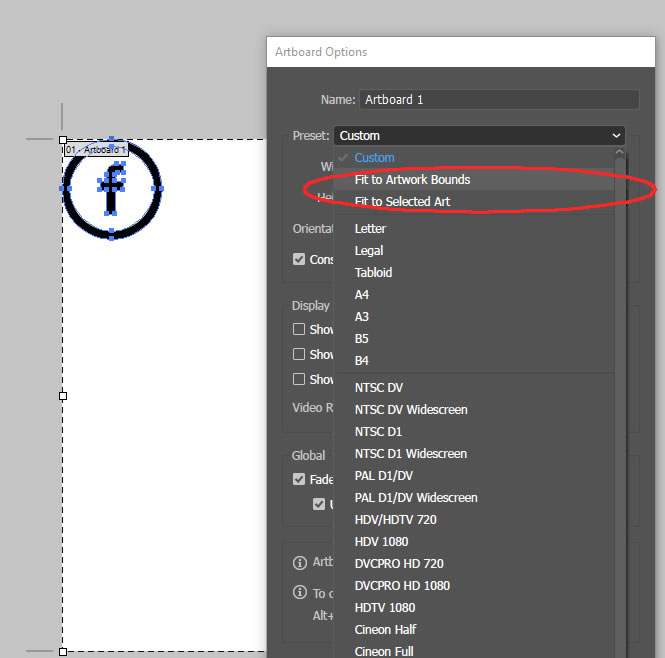 Artboard Options
Name: Artboard 1
Preset: Custom
01 - Artboard 1
f
Custom
Wi
Fit to Artwork Bounds
Hei
Fit to Selected Art
Orientat
Letter
Legal
Cons
Tabloid
A4
Display
A3
Show
B5
Show
B4
Show
NTSC DV
Video R
NTSC DV Widescreen
NTSC D1
Global
NTSC D1 Widescreen
Fade
PAL D1/DV
U
PAL D1/DV Widescreen
HDV/HDTV 720
HDV 1080
Artb
DVCPRO HD 720
To c
DVCPRO HD 1080
Alt+
HDTV 1080
Cineon Half
Cineon Full